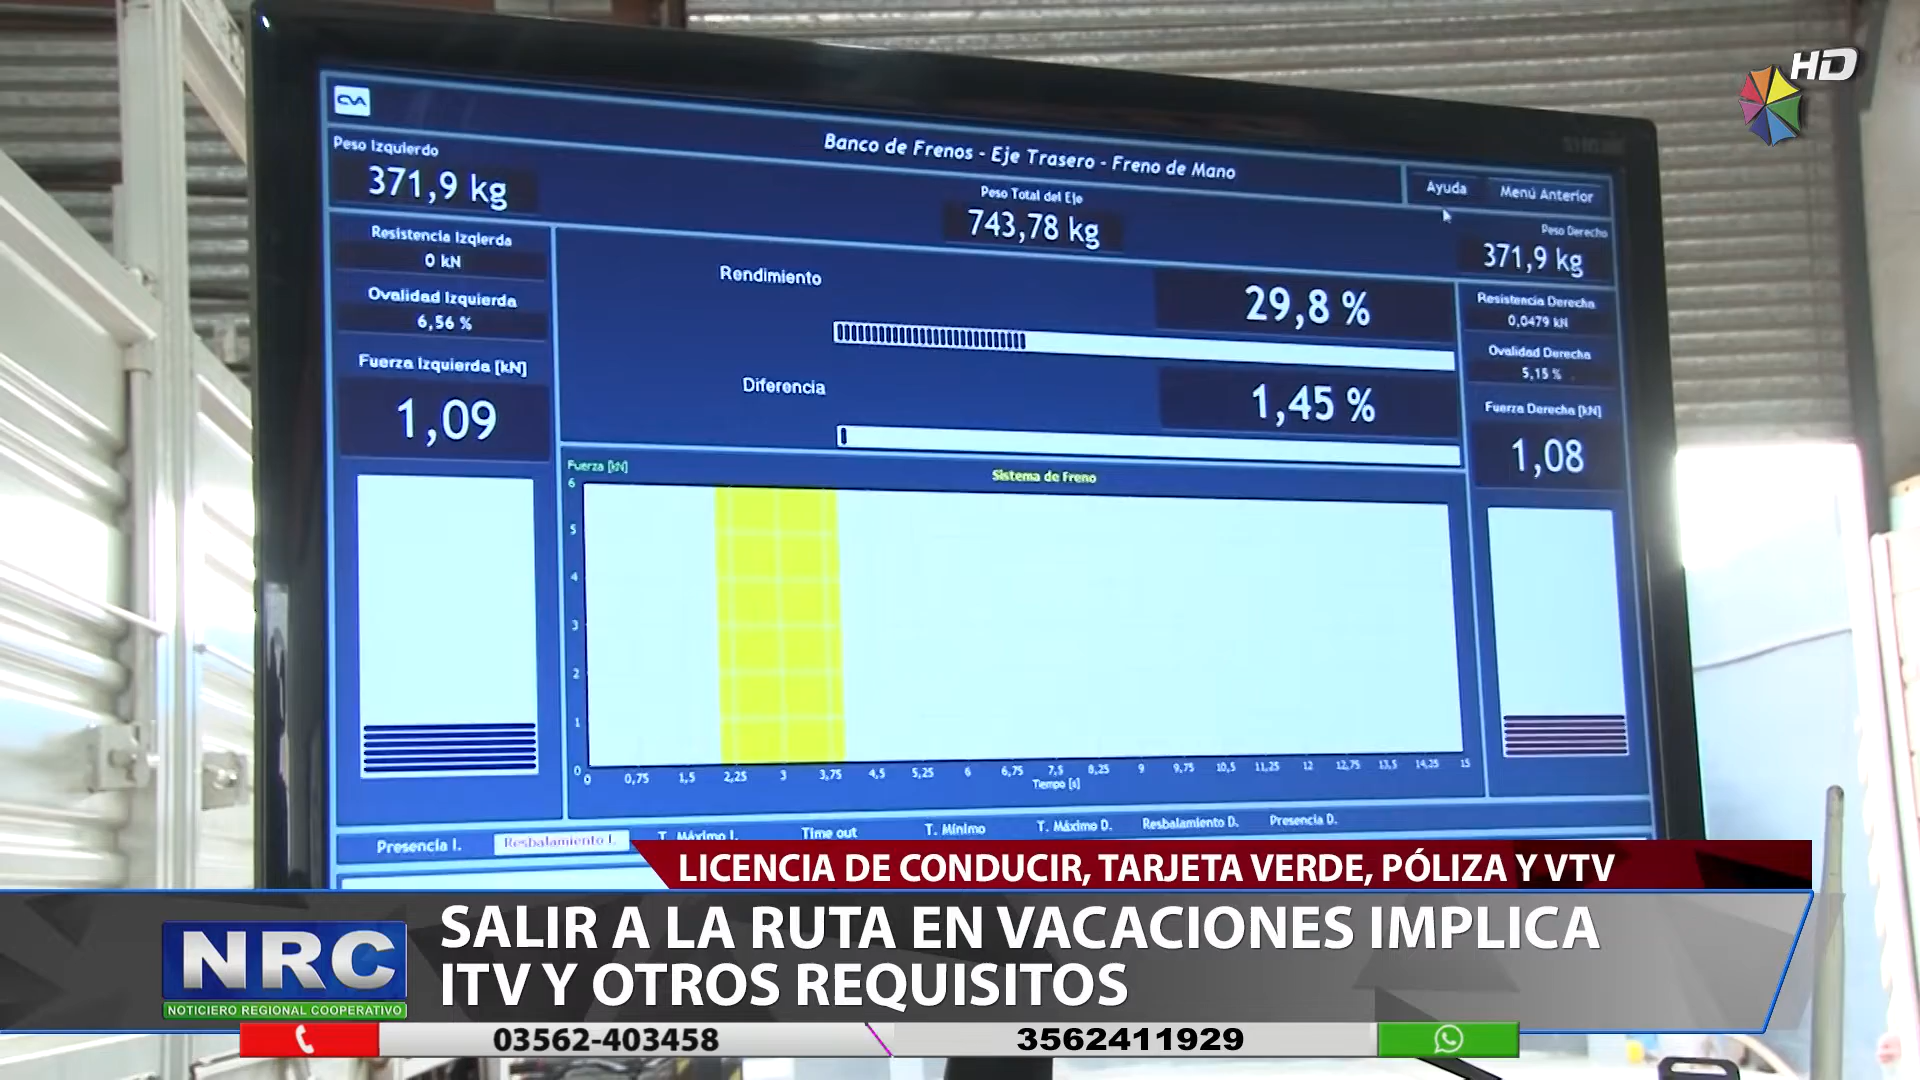 HD
CVA
Banco de Frenos - Eje Trasero - Freno de Mano
Ayuda
Menú Anterior
Peso Izquierdo
371,9 kg
Peso Total del Eje
743,78 kg
Peso Derecho
371,9 kg
Resistencia Izqierda
0 kN
Ovalidad Izquierda
6,56 %
Fuerza Izquierda [kN]
1,09
Rendimiento
29,8 %
Diferencia
1,45 %
Resistencia Derecha
0,0479 kN
Ovalidad Derecha
5,15 %
Fuerza Derecha [kN]
1,08
Fuerza [kN]
Sistema de Freno
6
5
4
3
2
1
0
0 0,75 1,5 2,25 3 3,75 4,5 5,25 6 6,75 7,5 8,25 9 9,75 10,5 11,25 12 12,75 13,5 14,25 15
Tiempo [s]
Presencia I. Resbalamiento I. T. Máximo I. Time out T. Mínimo T. Máximo D. Resbalamiento D. Presencia D.
LICENCIA DE CONDUCIR, TARJETA VERDE, PÓLIZA Y VTV
SALIR A LA RUTA EN VACACIONES IMPLICA
ITV Y OTROS REQUISITOS
NRC
NOTICIERO REGIONAL COOPERATIVO
03562-403458
3562411929